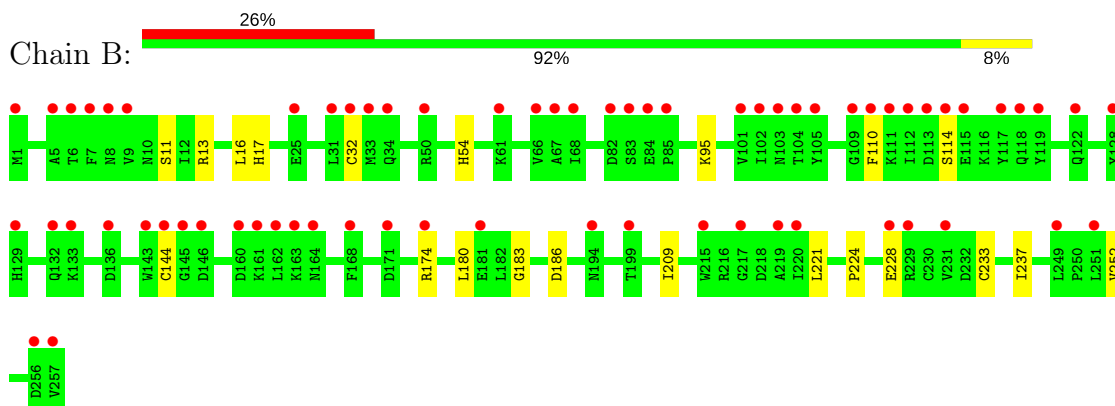 26%
Chain B:
92%
8%
M1 A5 T6 F7 N8 V9 N10 S11 I12 R13 L16 H17 E25 L31 C32 M33 Q34 R50 H54 K61 V66 A67 I68 D82 S83 E84 P85 K95 V101 I102 N103 T104 Y105 G109 F110 K111 I112 D113 S114 E115 K116 Y117 Q118 Y119 Q122 Y128
H129 Q132 K133 D136 W143 C144 G145 D146 D160 K161 L162 K163 N164 F168 D171 R174 L180 E181 L182 G183 D186 N194 T199 I209 W215 R216 G217 D218 A219 I220 L221 P224 E228 R229 C230 V231 D232 C233 I237 L249 P250 L251 V252
D256 V257